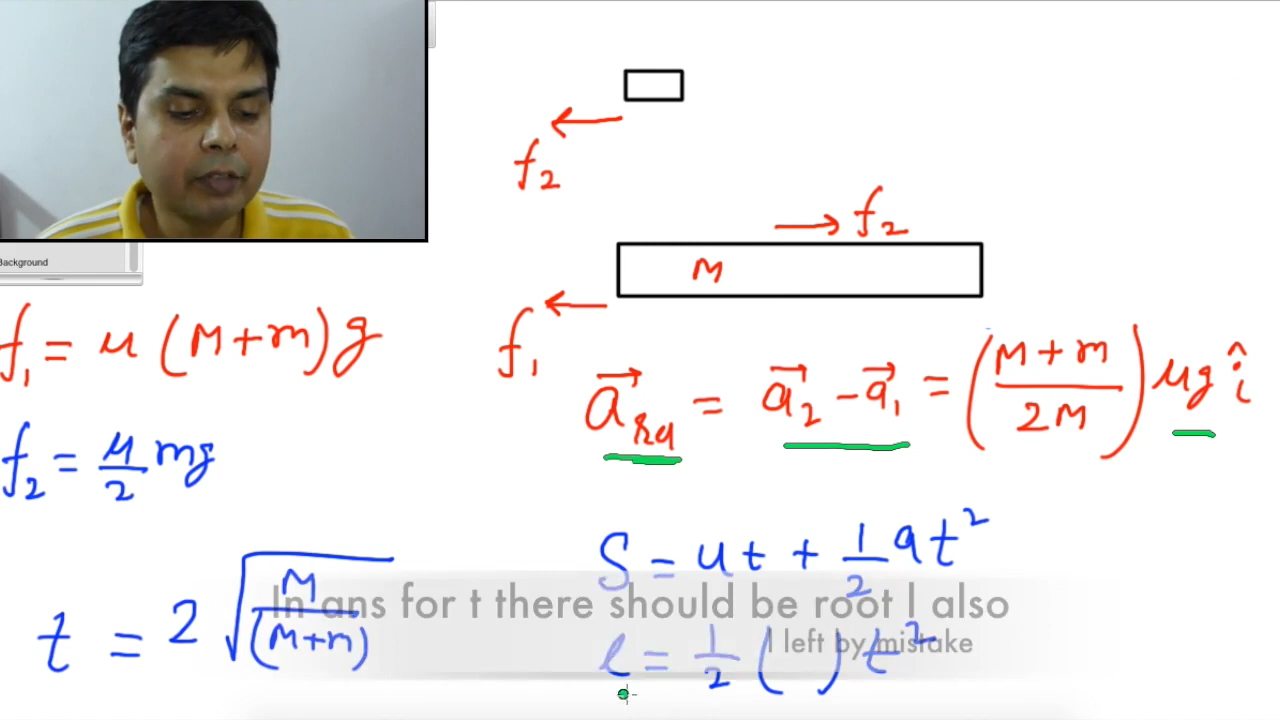 f₂
→ f₂
M
Background
f₁ = μ (M+m)g
f₁
a⃗ᵣₑₗ = a⃗₂ − a⃗₁ = ((M+m)/2M) μg î
f₂ = μ/2 mg
S = ut + 1/2 at²
t = 2 √(M/(M+m))
In ans for t there should be root l also
l = 1/2 ( ) t²
I left by mistake